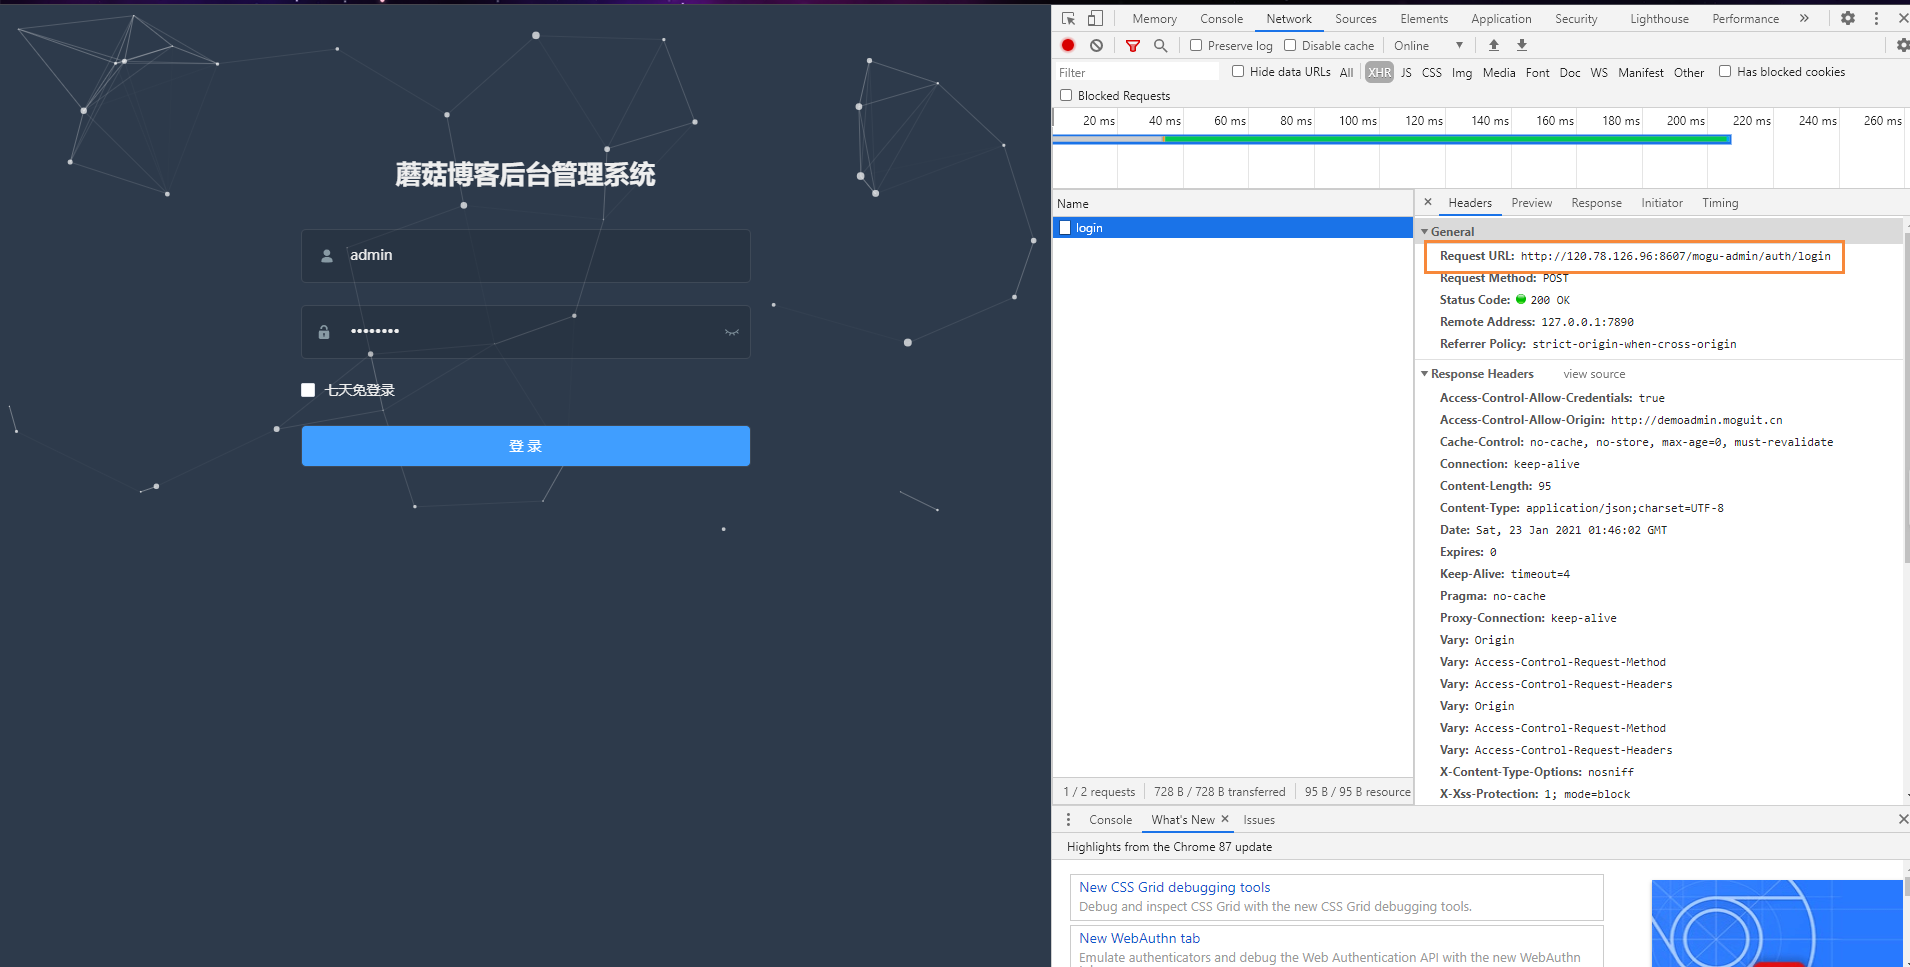 蘑菇博客后台管理系统
admin
••••••••
七天免登录
登 录
Memory Console Network Sources Elements Application Security Lighthouse Performance
Preserve log Disable cache Online
Filter Hide data URLs All XHR JS CSS Img Media Font Doc WS Manifest Other Has blocked cookies
Blocked Requests
20 ms 40 ms 60 ms 80 ms 100 ms 120 ms 140 ms 160 ms 180 ms 200 ms 220 ms 240 ms 260 ms
Name
login
1 / 2 requests 728 B / 728 B transferred 95 B / 95 B resource
Headers Preview Response Initiator Timing
General
Request URL: http://120.78.126.96:8607/mogu-admin/auth/login
Request Method: POST
Status Code: 200 OK
Remote Address: 127.0.0.1:7890
Referrer Policy: strict-origin-when-cross-origin
Response Headers view source
Access-Control-Allow-Credentials: true
Access-Control-Allow-Origin: http://demoadmin.moguit.cn
Cache-Control: no-cache, no-store, max-age=0, must-revalidate
Connection: keep-alive
Content-Length: 95
Content-Type: application/json;charset=UTF-8
Date: Sat, 23 Jan 2021 01:46:02 GMT
Expires: 0
Keep-Alive: timeout=4
Pragma: no-cache
Proxy-Connection: keep-alive
Vary: Origin
Vary: Access-Control-Request-Method
Vary: Access-Control-Request-Headers
Vary: Origin
Vary: Access-Control-Request-Method
Vary: Access-Control-Request-Headers
X-Content-Type-Options: nosniff
X-Xss-Protection: 1; mode=block
Console What's New Issues
Highlights from the Chrome 87 update
New CSS Grid debugging tools
Debug and inspect CSS Grid with the new CSS Grid debugging tools.
New WebAuthn tab
Emulate authenticators and debug the Web Authentication API with the new WebAuthn